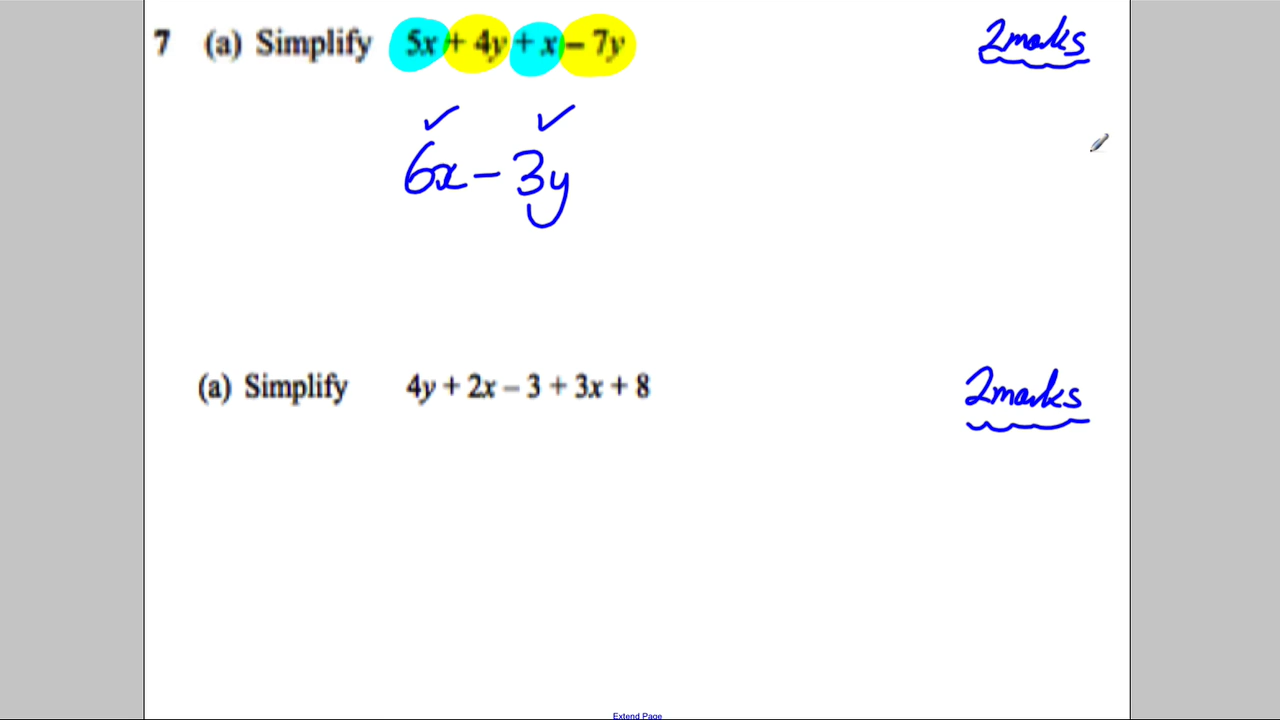 7 (a) Simplify 5x + 4y + x – 7y 2marks
6x – 3y
(a) Simplify 4y + 2x – 3 + 3x + 8 2marks
Extend Page